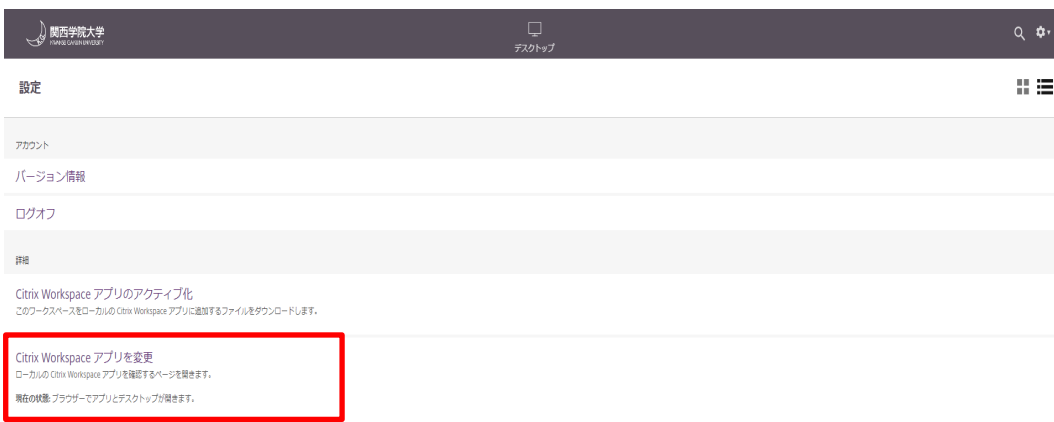 関西学院大学
KWANSEI GAKUIN UNIVERSITY
デスクトップ
設定
アカウント
バージョン情報
ログオフ
詳細
Citrix Workspace アプリのアクティブ化
このワークスペースをローカルの Citrix Workspace アプリに追加するファイルをダウンロードします。
Citrix Workspace アプリを変更
ローカルの Citrix Workspace アプリを確認するページを開きます。
現在の状態: ブラウザーでアプリとデスクトップが開きます。